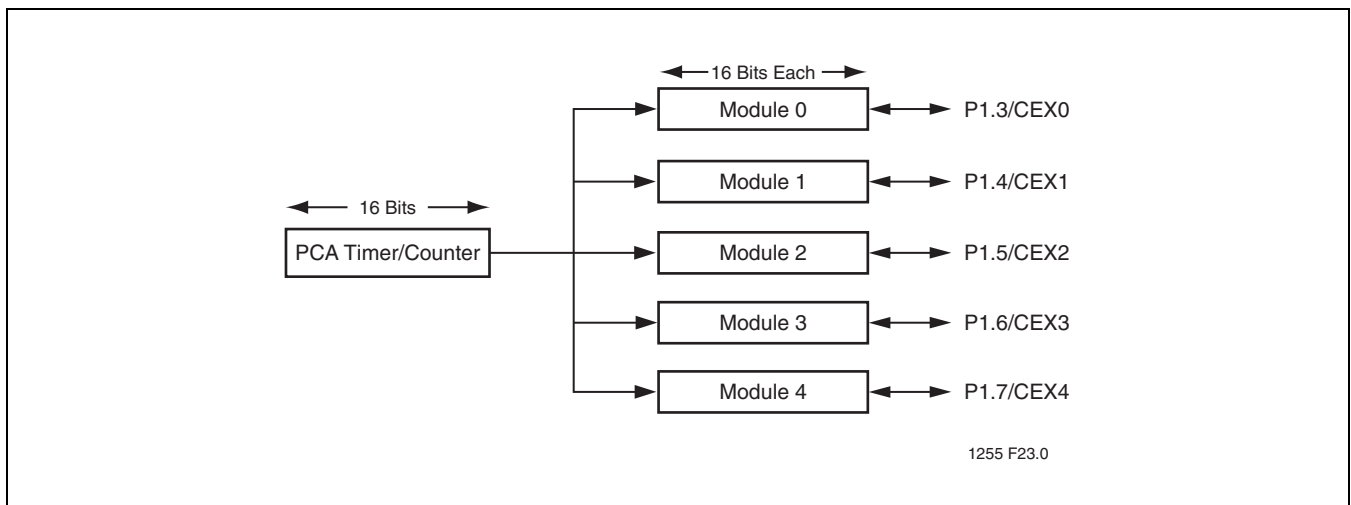 16 Bits Each
Module 0
P1.3/CEX0
Module 1
P1.4/CEX1
16 Bits
PCA Timer/Counter
Module 2
P1.5/CEX2
Module 3
P1.6/CEX3
Module 4
P1.7/CEX4
1255 F23.0